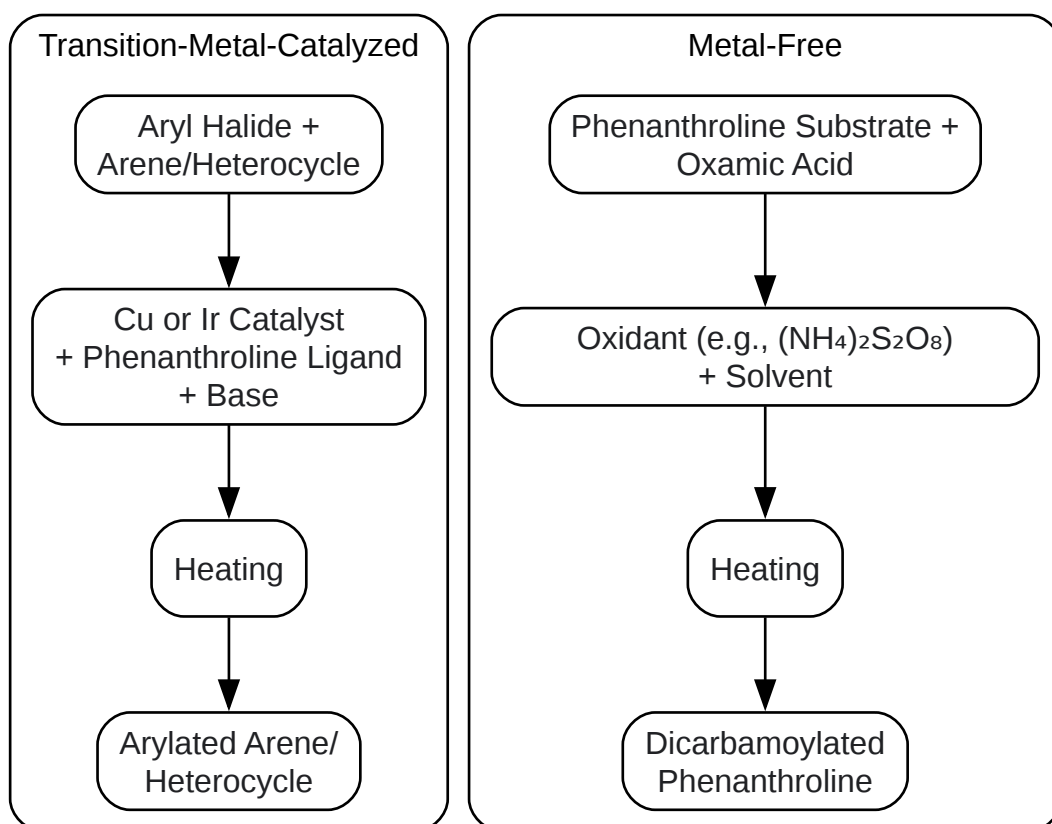 Transition-Metal-Catalyzed
Aryl Halide +
Arene/Heterocycle
Cu or Ir Catalyst
+ Phenanthroline Ligand
+ Base
Heating
Arylated Arene/
Heterocycle
Metal-Free
Phenanthroline Substrate +
Oxamic Acid
Oxidant (e.g., (NH₄)₂S₂O₈)
+ Solvent
Heating
Dicarbamoylated
Phenanthroline